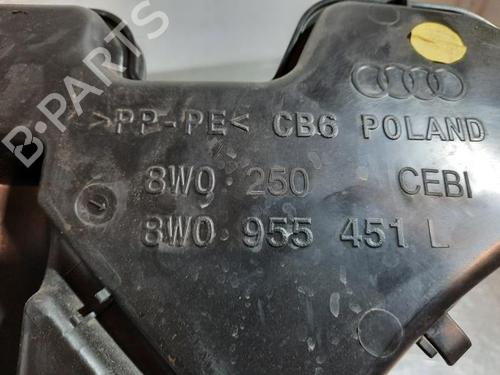 B-PARTS
>PP-PE< CB6 POLAND
8W0 250 CEBI
8W0 955 451 L